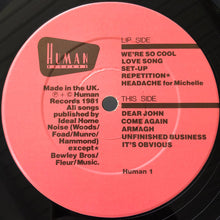 HUMAN
RECORDS
Made in the UK.
℗ + © Human
Records 1981
All songs
published by
Ideal Home
Noise (Woods/
Foad/Munro/
Hammond)
except*
Bewley Bros/
Fleur/Music.
UP SIDE
WE'RE SO COOL
LOVE SONG
SET-UP
REPETITION*
HEADACHE for Michelle
THIS SIDE
DEAR JOHN
COME AGAIN
ARMAGH
UNFINISHED BUSINESS
IT'S OBVIOUS
Human 1